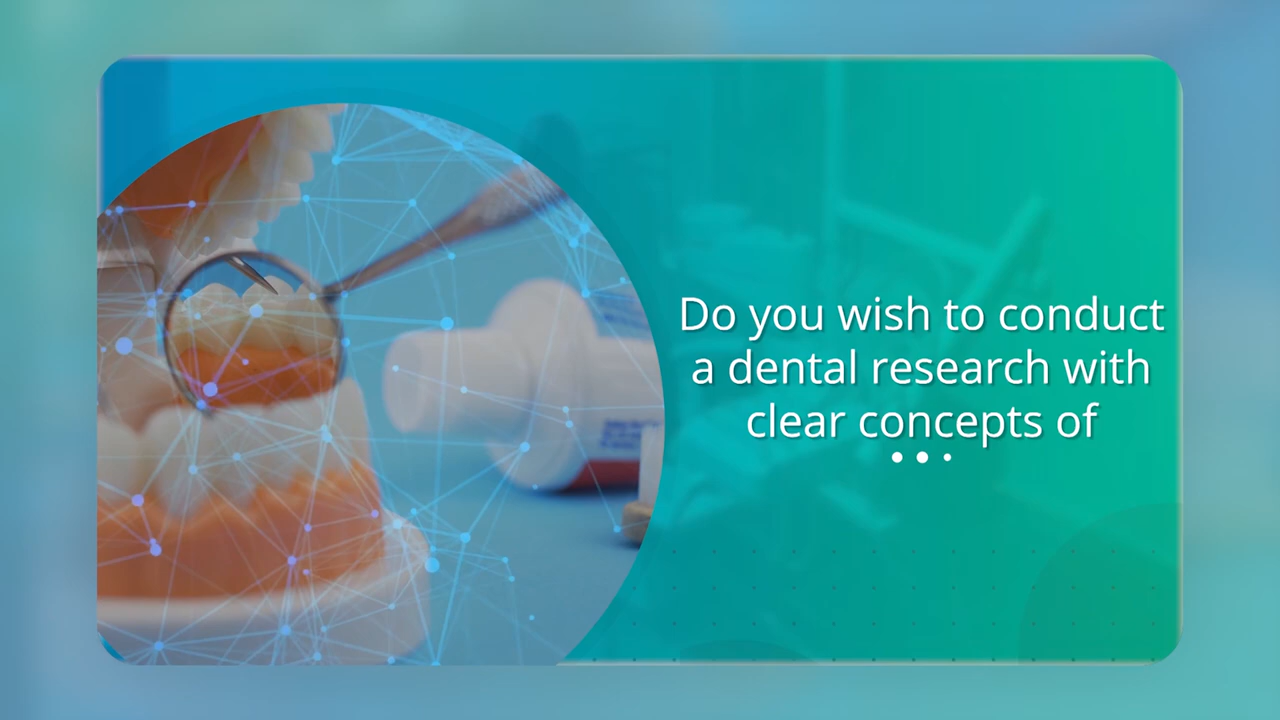 Do you wish to conduct
a dental research with
clear concepts of